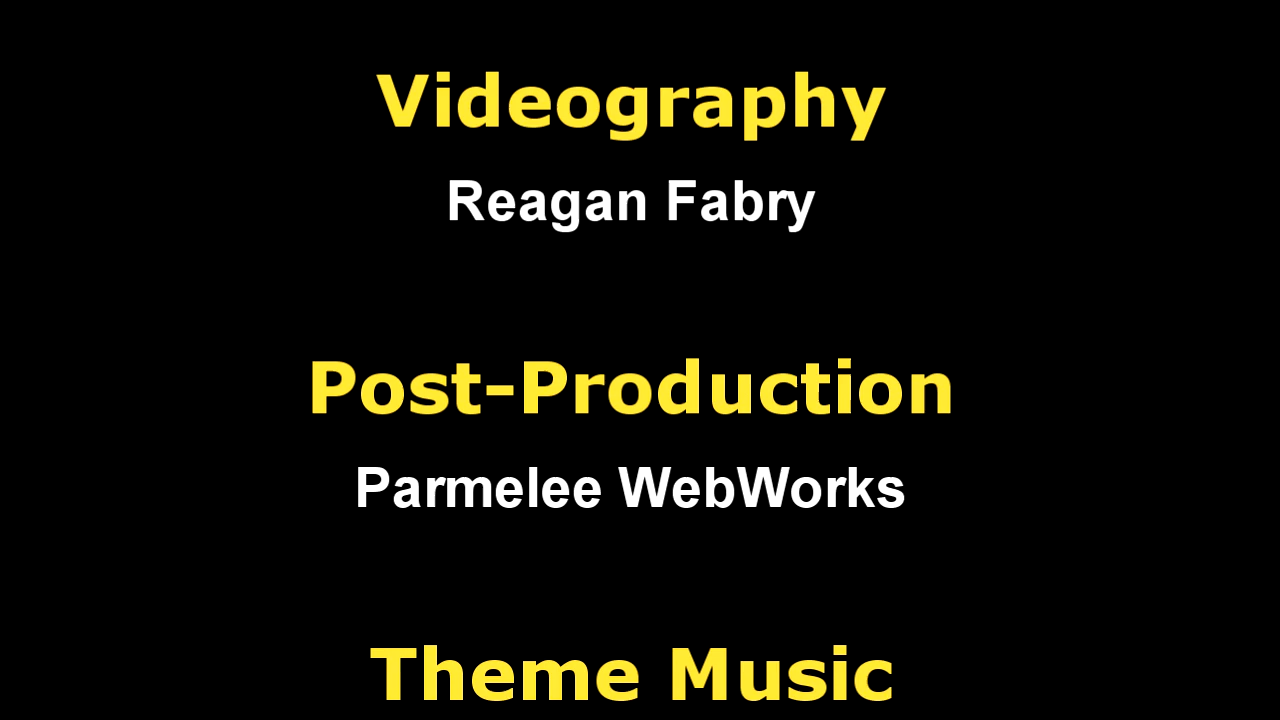 Videography
Reagan Fabry
Post-Production
Parmelee WebWorks
Theme Music